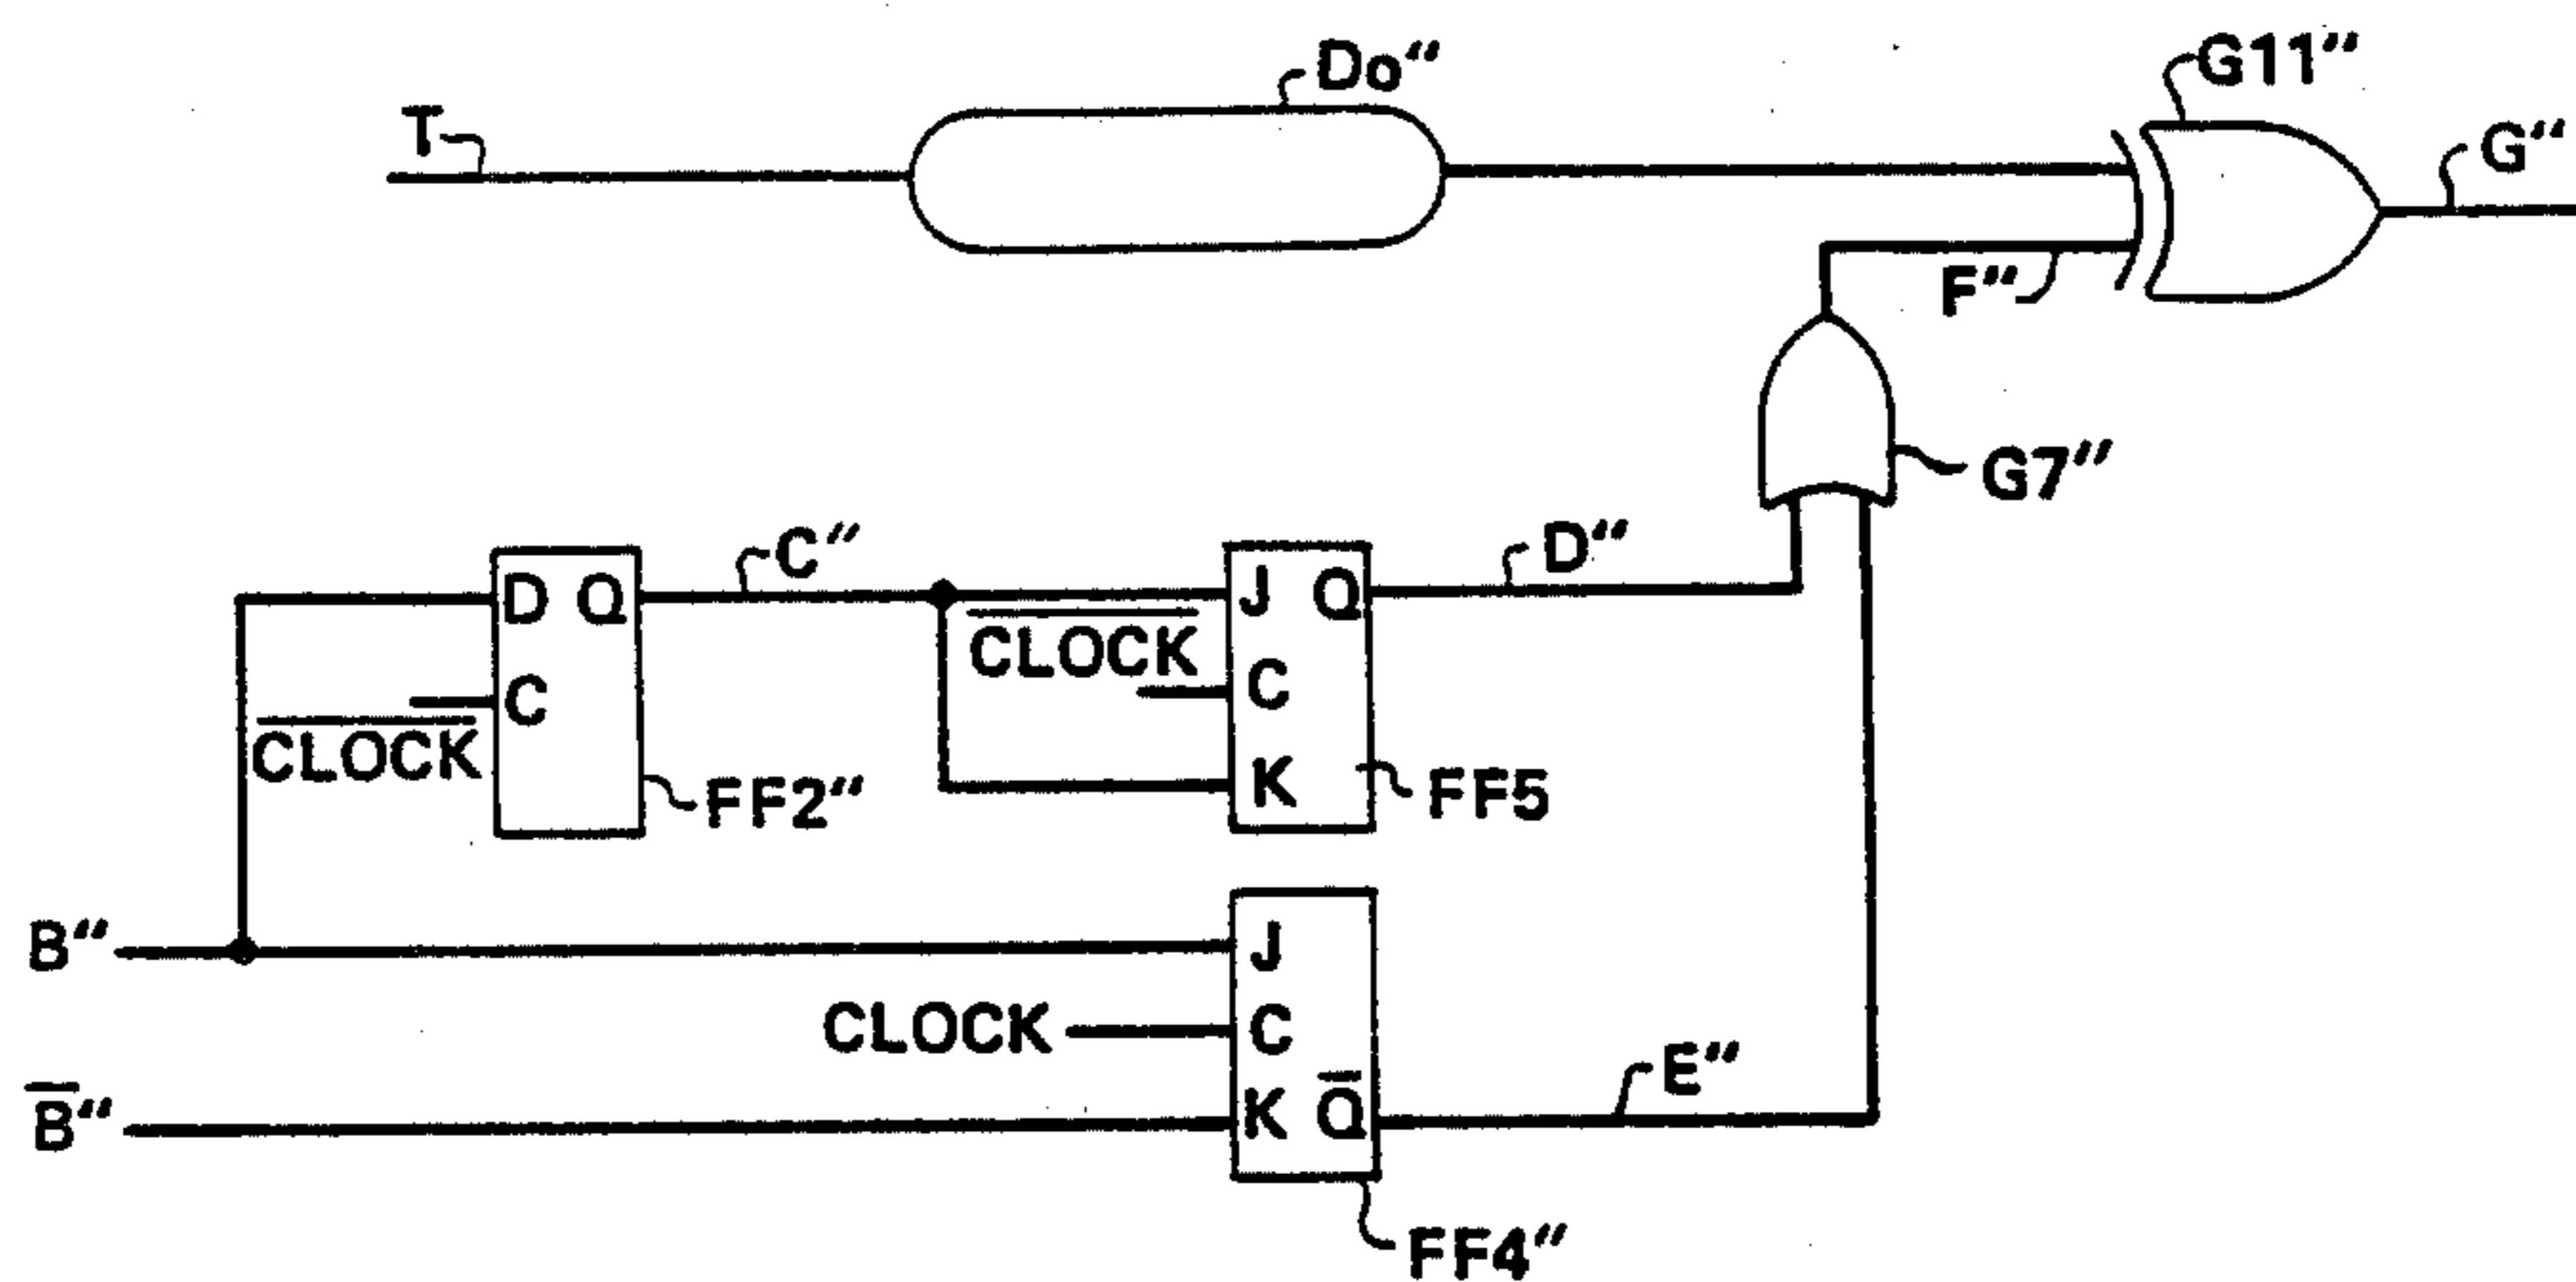 Do"
G11"
T
G"
F"
G7"
C"
D"
D Q
J Q
CLOCK
C
C
CLOCK
K
FF2"
FF5
B"
J
CLOCK
C
E"
B"
K Q
FF4"